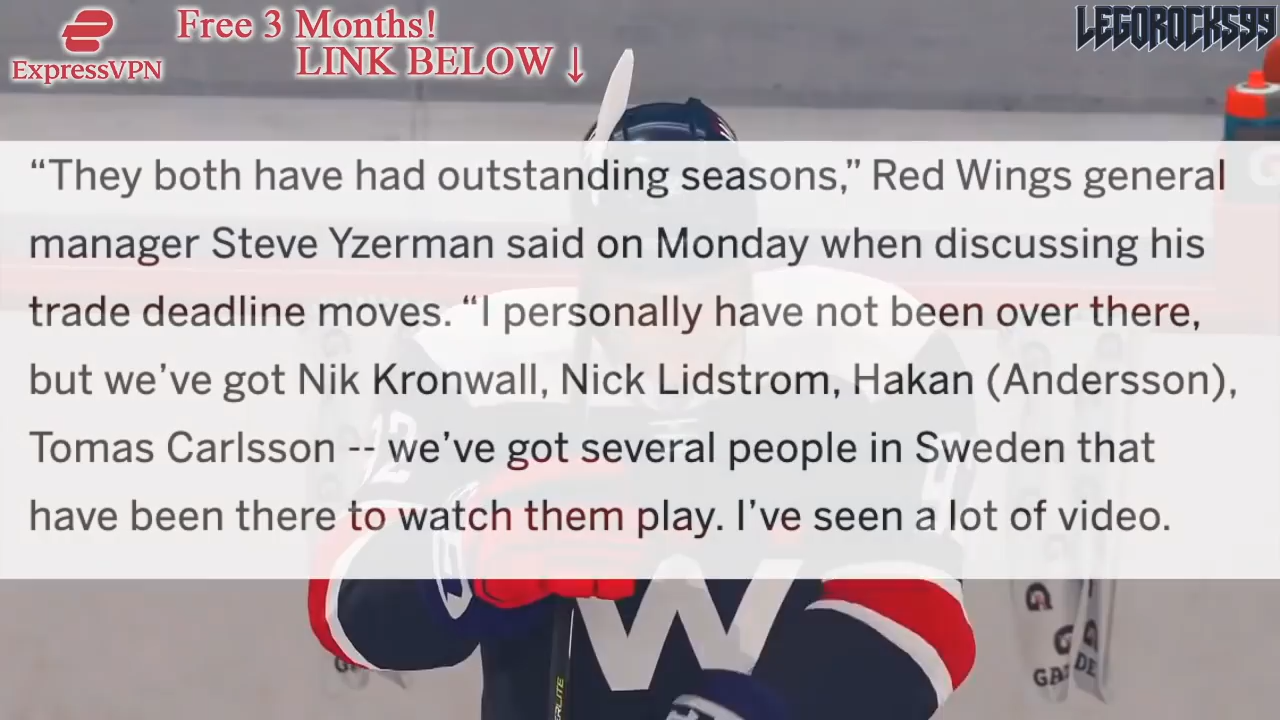 Free 3 Months!
LINK BELOW ↓
ExpressVPN
LEGOROCKS99
“They both have had outstanding seasons,” Red Wings general
manager Steve Yzerman said on Monday when discussing his
trade deadline moves. “I personally have not been over there,
but we’ve got Nik Kronwall, Nick Lidstrom, Hakan (Andersson),
Tomas Carlsson -- we’ve got several people in Sweden that
have been there to watch them play. I’ve seen a lot of video.
W